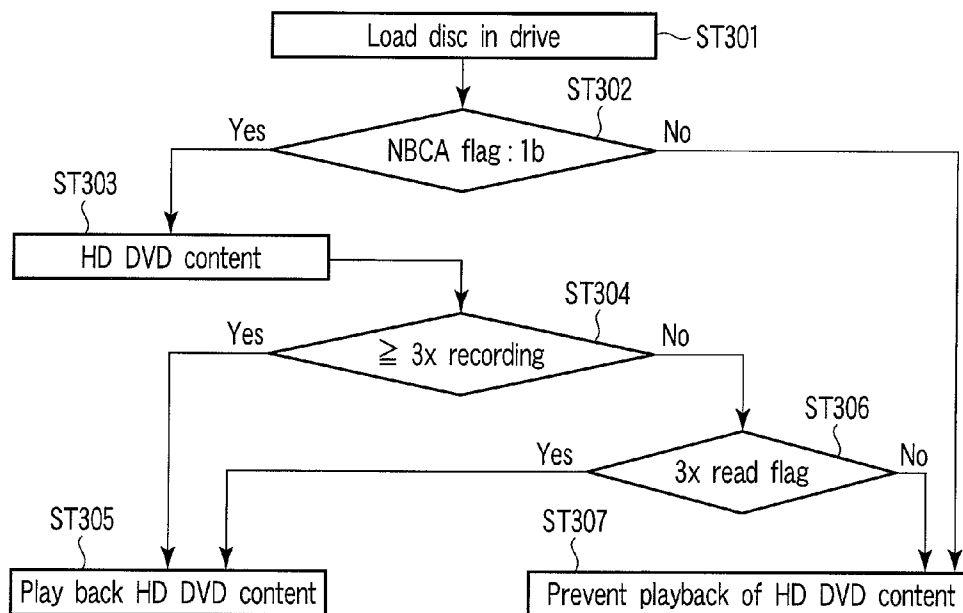 Load disc in drive
ST301
ST302
Yes
NBCA flag : 1b
No
ST303
HD DVD content
ST304
Yes
≧ 3x recording
No
ST306
Yes
3x read flag
No
ST305
ST307
Play back HD DVD content
Prevent playback of HD DVD content